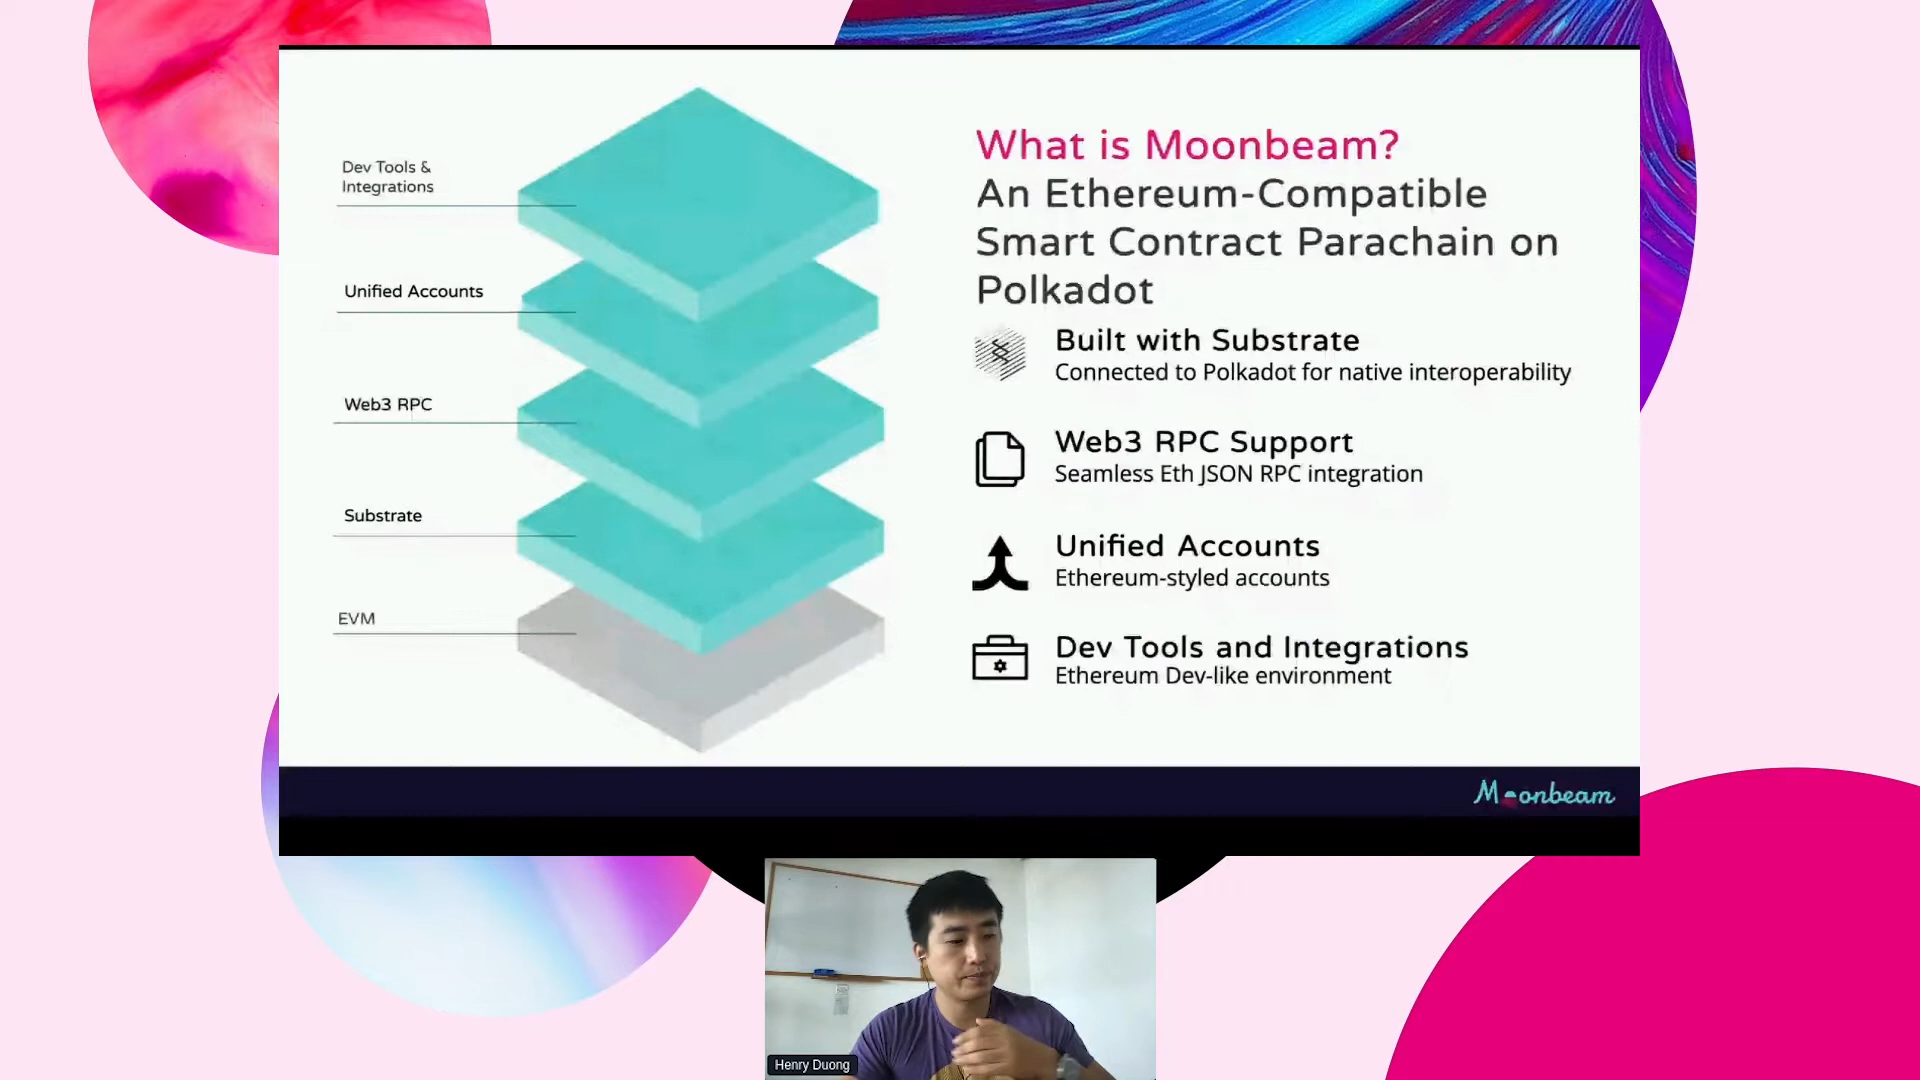 Dev Tools &
Integrations
Unified Accounts
Web3 RPC
Substrate
EVM
What is Moonbeam?
An Ethereum-Compatible
Smart Contract Parachain on
Polkadot
Built with Substrate
Connected to Polkadot for native interoperability
Web3 RPC Support
Seamless Eth JSON RPC integration
Unified Accounts
Ethereum-styled accounts
Dev Tools and Integrations
Ethereum Dev-like environment
Moonbeam
Henry Duong